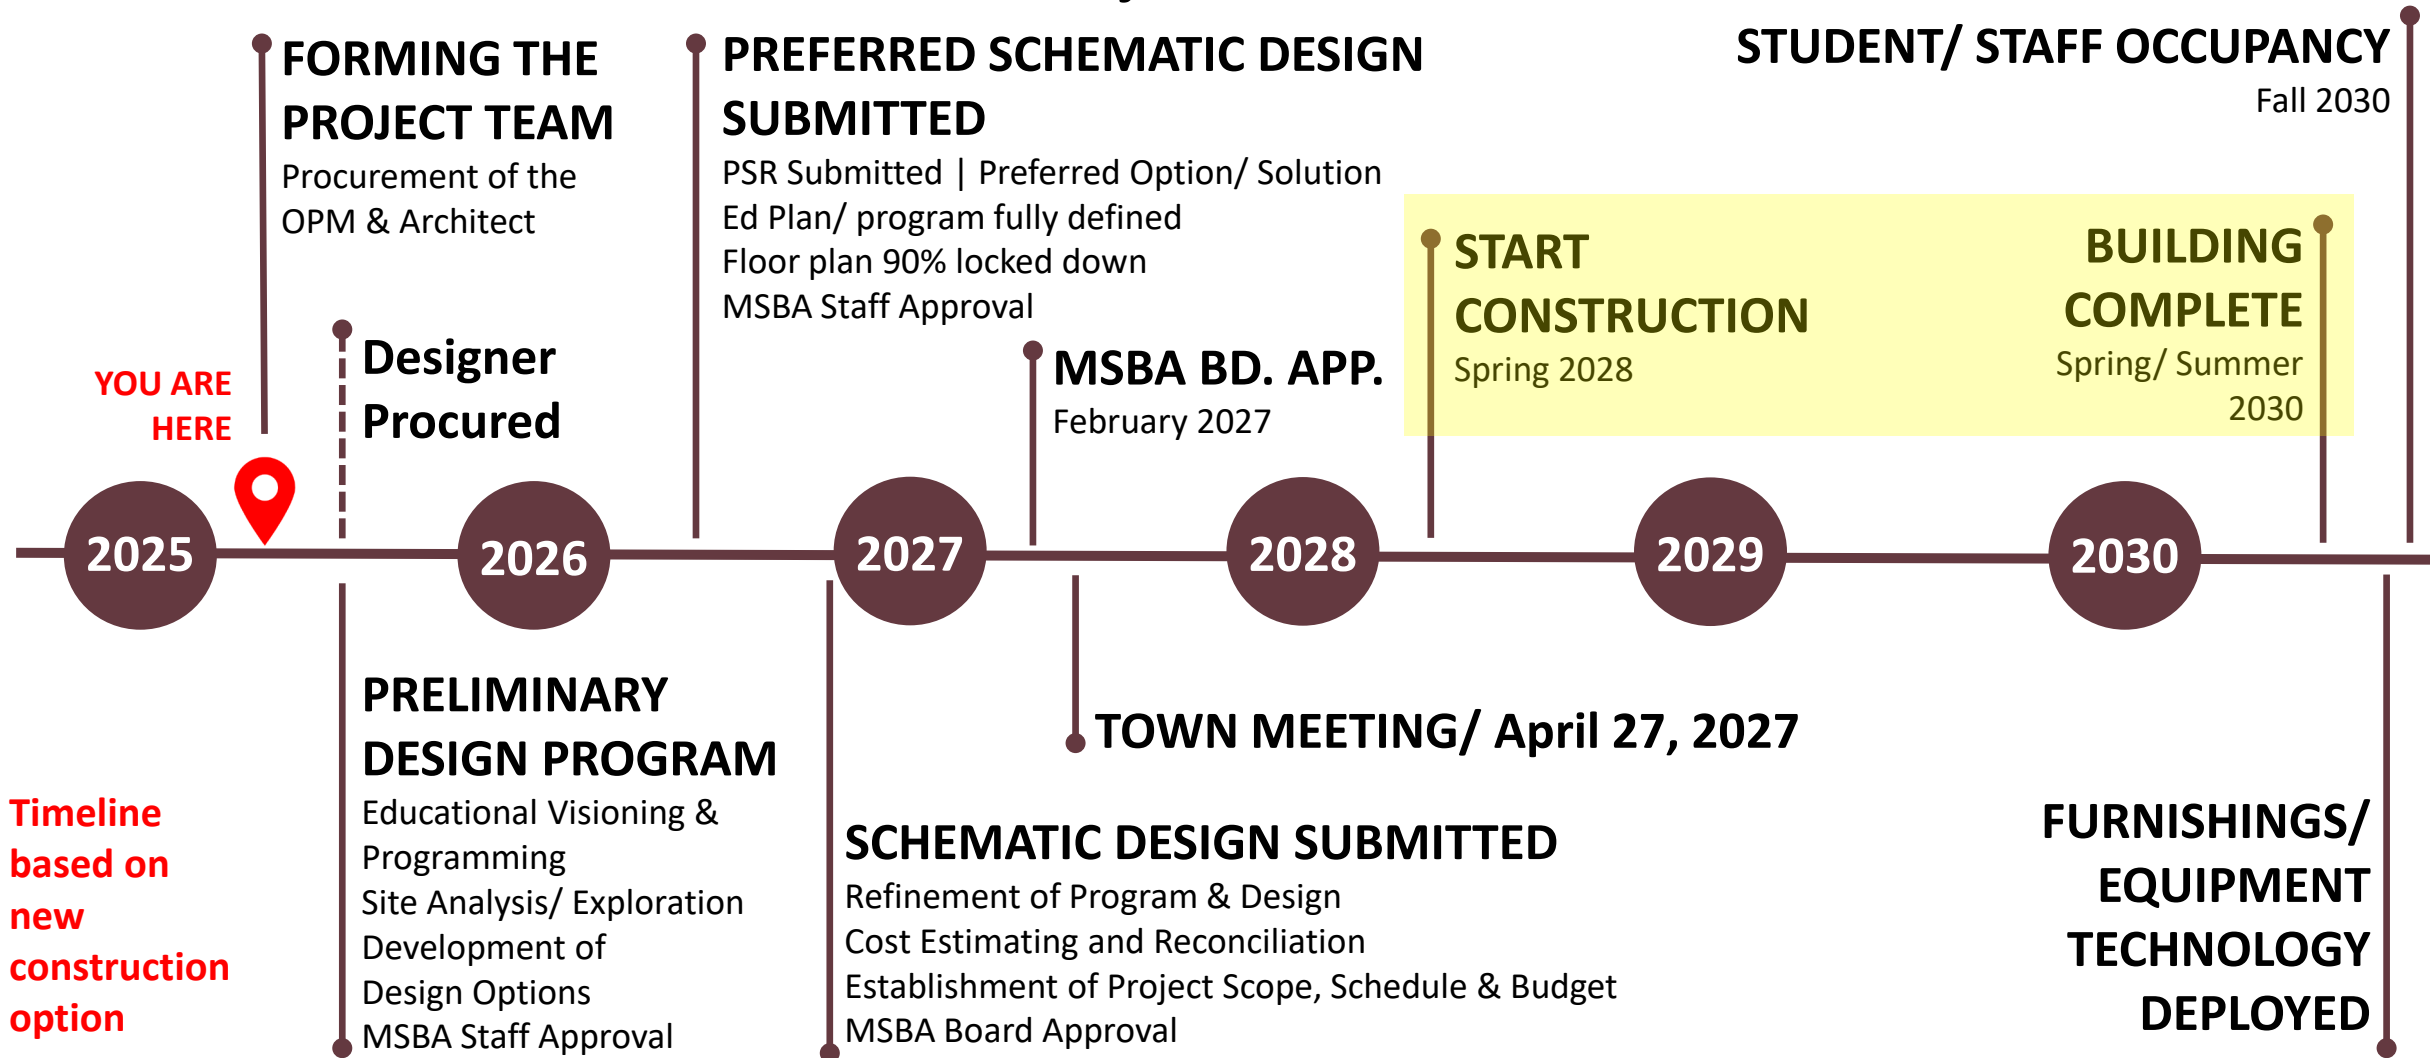 FORMING THE
PROJECT TEAM
Procurement of the
OPM & Architect
PREFERRED SCHEMATIC DESIGN
SUBMITTED
PSR Submitted | Preferred Option/ Solution
Ed Plan/ program fully defined
Floor plan 90% locked down
MSBA Staff Approval
STUDENT/ STAFF OCCUPANCY
Fall 2030
YOU ARE
HERE
Designer
Procured
MSBA BD. APP.
February 2027
START
CONSTRUCTION
Spring 2028
BUILDING
COMPLETE
Spring/ Summer
2030
2025
2026
2027
2028
2029
2030
Timeline
based on
new
construction
option
PRELIMINARY
DESIGN PROGRAM
Educational Visioning &
Programming
Site Analysis/ Exploration
Development of
Design Options
MSBA Staff Approval
TOWN MEETING/ April 27, 2027
SCHEMATIC DESIGN SUBMITTED
Refinement of Program & Design
Cost Estimating and Reconciliation
Establishment of Project Scope, Schedule & Budget
MSBA Board Approval
FURNISHINGS/
EQUIPMENT
TECHNOLOGY
DEPLOYED